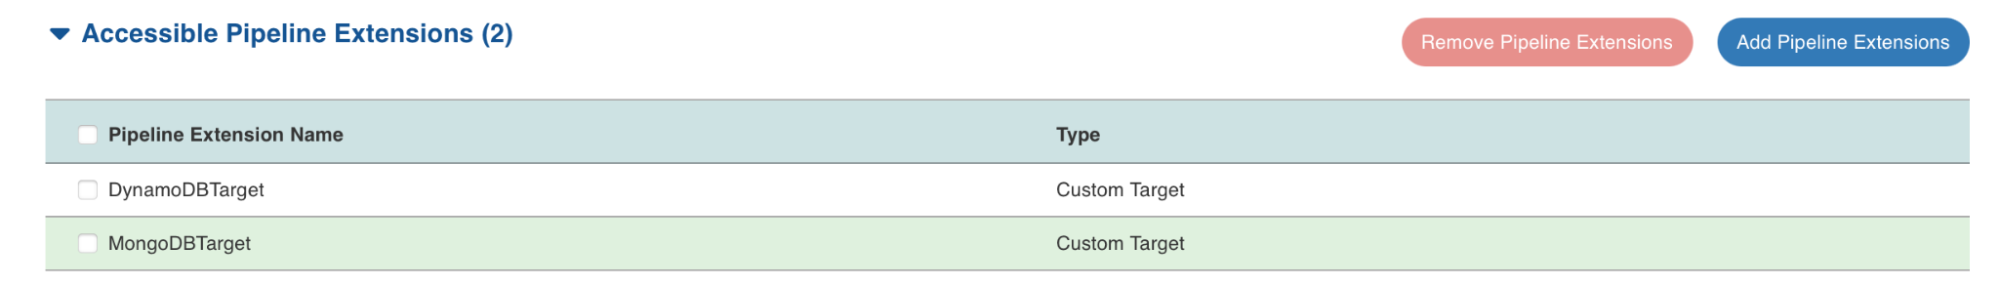 Accessible Pipeline Extensions (2)
Remove Pipeline Extensions
Add Pipeline Extensions
Pipeline Extension Name
Type
DynamoDBTarget
Custom Target
MongoDBTarget
Custom Target